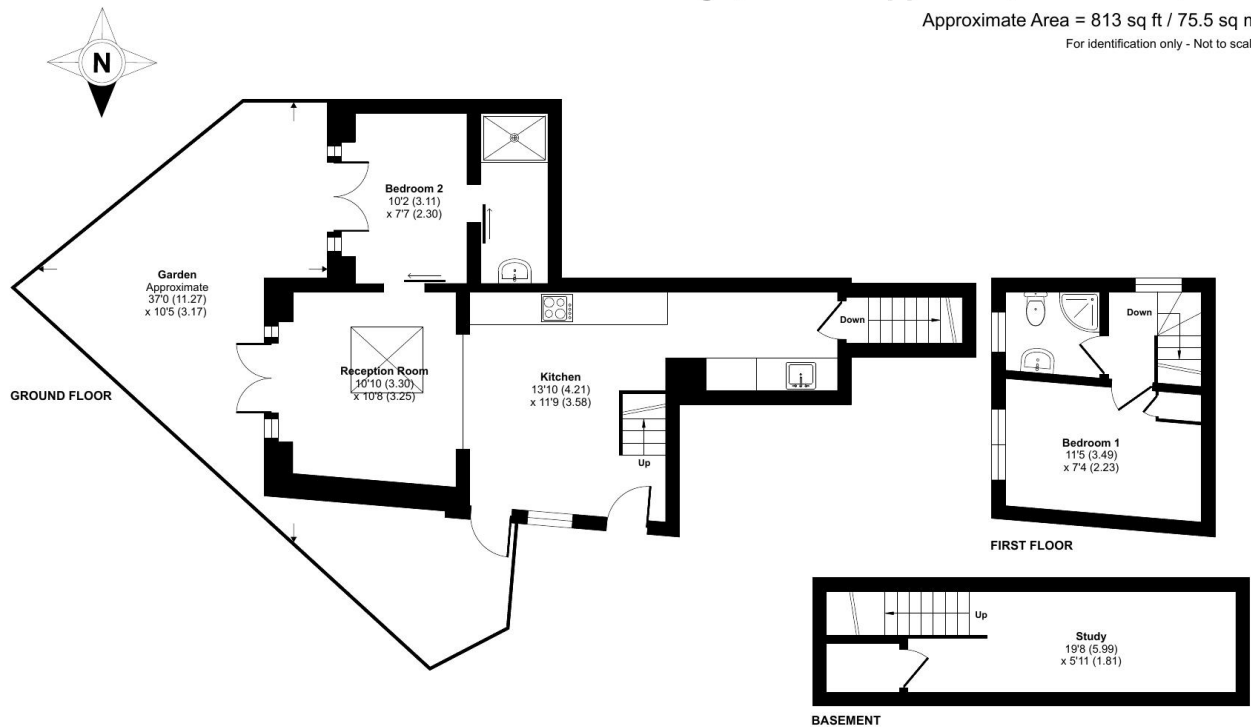 Approximate Area = 813 sq ft / 75.5 sq m
For identification only - Not to scal
N
Bedroom 2
10'2 (3.11)
x 7'7 (2.30)
Garden
Approximate
37'0 (11.27)
x 10'5 (3.17)
Down
Reception Room
10'10 (3.30)
x 10'8 (3.25)
Kitchen
13'10 (4.21)
x 11'9 (3.58)
Up
GROUND FLOOR
Down
Bedroom 1
11'5 (3.49)
x 7'4 (2.23)
FIRST FLOOR
Up
Study
19'8 (5.99)
x 5'11 (1.81)
BASEMENT